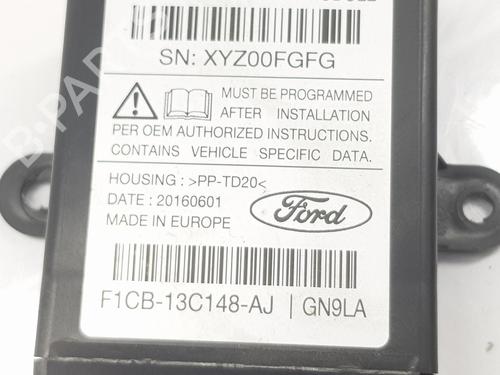 SN: XYZ00FGFG
MUST BE PROGRAMMED
AFTER INSTALLATION
PER OEM AUTHORIZED INSTRUCTIONS.
CONTAINS VEHICLE SPECIFIC DATA.
HOUSING : >PP-TD20<
DATE : 20160601
MADE IN EUROPE
Ford
F1CB-13C148-AJ | GN9LA